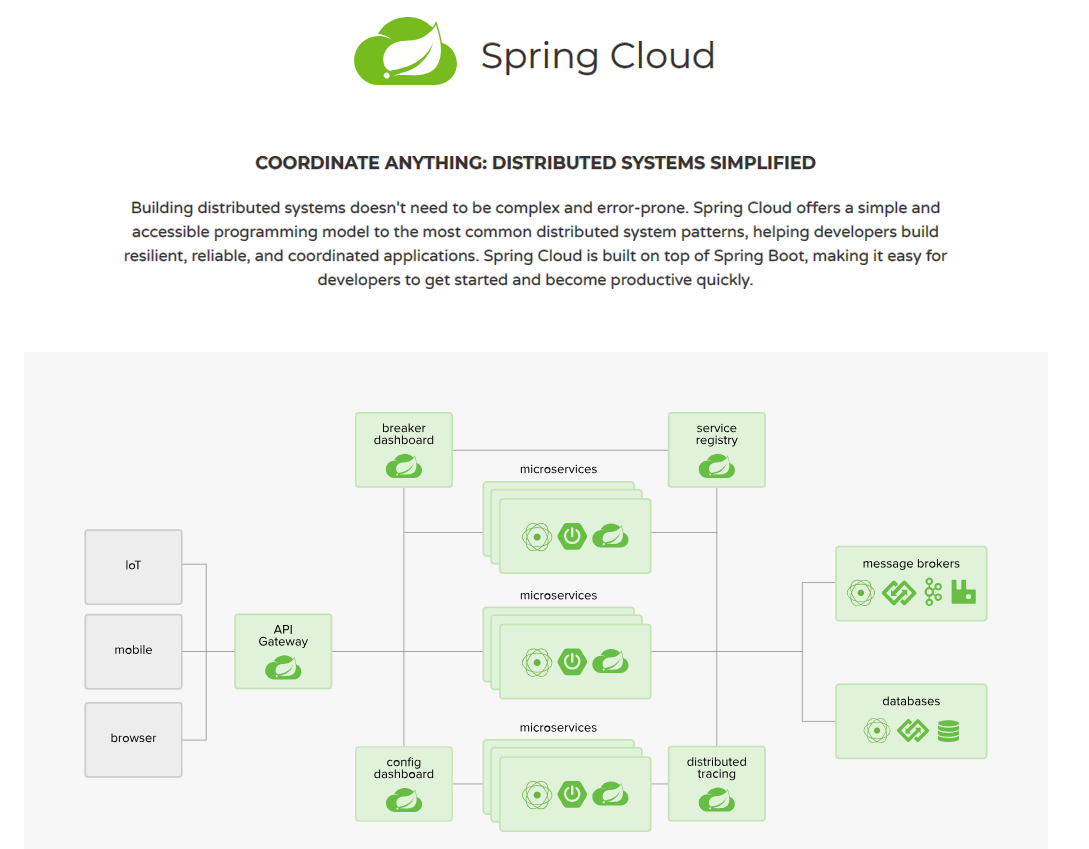 Spring Cloud
COORDINATE ANYTHING: DISTRIBUTED SYSTEMS SIMPLIFIED
Building distributed systems doesn't need to be complex and error-prone. Spring Cloud offers a simple and
accessible programming model to the most common distributed system patterns, helping developers build
resilient, reliable, and coordinated applications. Spring Cloud is built on top of Spring Boot, making it easy for
developers to get started and become productive quickly.
breaker
dashboard
service
registry
microservices
IoT
mobile
browser
API
Gateway
microservices
message brokers
databases
microservices
config
dashboard
distributed
tracing